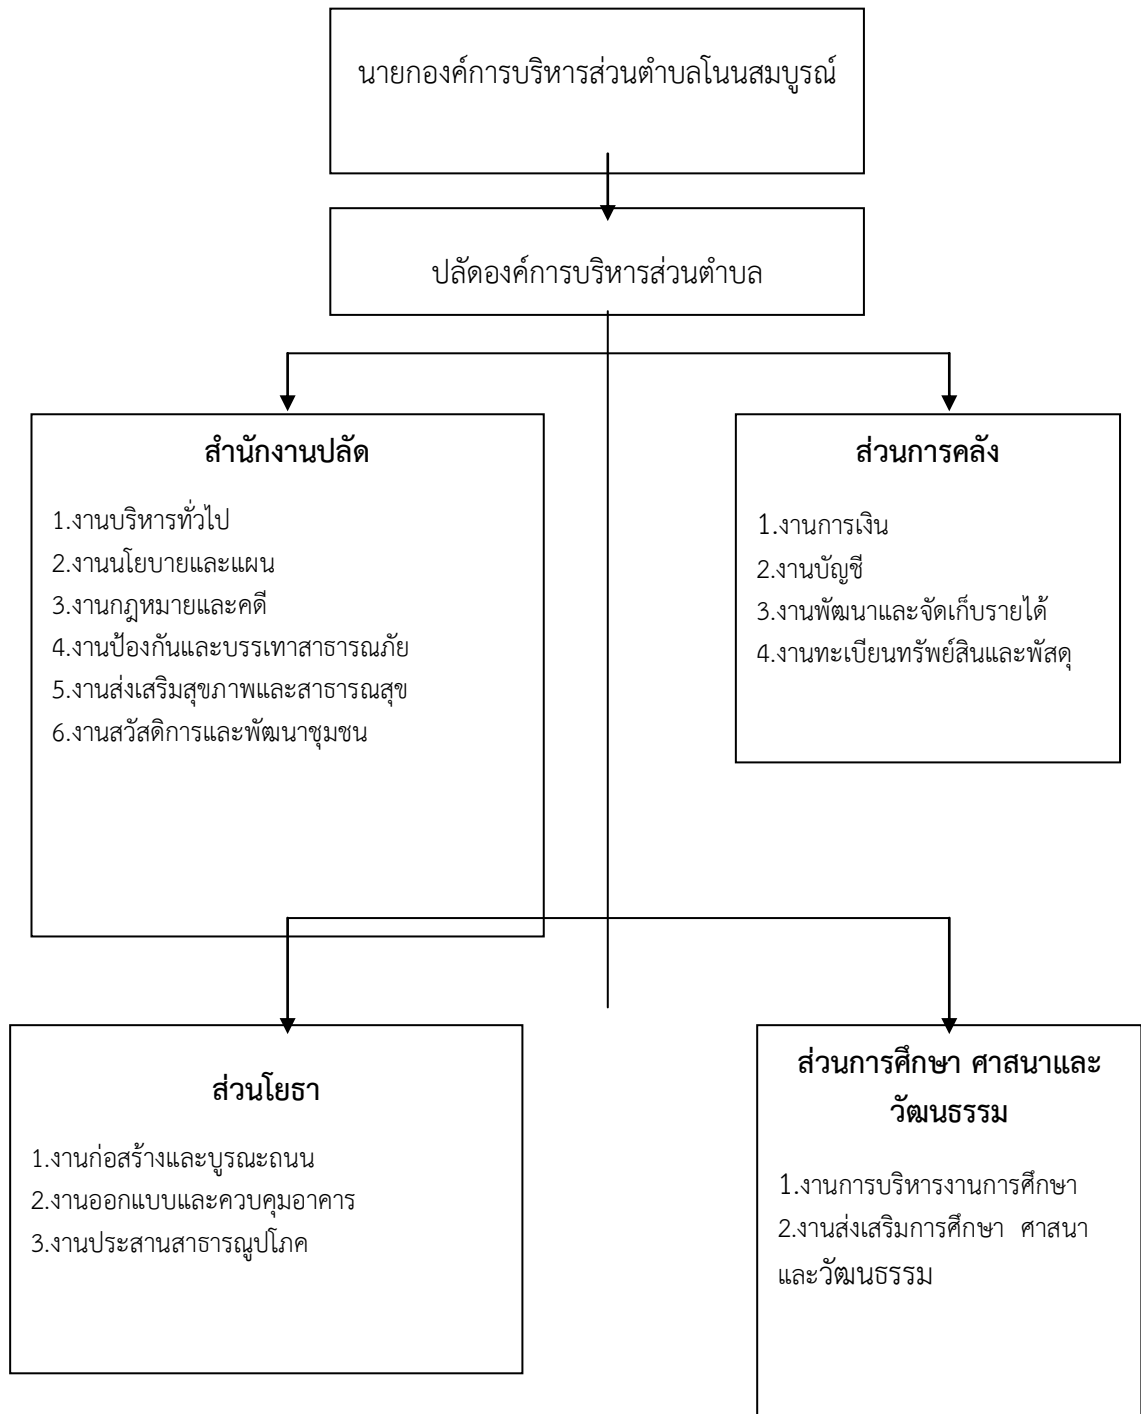 นายกองค์การบริหารส่วนตำบลโนนสมบูรณ์
ปลัดองค์การบริหารส่วนตำบล
สำนักงานปลัด
1.งานบริหารทั่วไป
2.งานนโยบายและแผน
3.งานกฎหมายและคดี
4.งานป้องกันและบรรเทาสาธารณภัย
5.งานส่งเสริมสุขภาพและสาธารณสุข
6.งานสวัสดิการและพัฒนาชุมชน
ส่วนการคลัง
1.งานการเงิน
2.งานบัญชี
3.งานพัฒนาและจัดเก็บรายได้
4.งานทะเบียนทรัพย์สินและพัสดุ
ส่วนโยธา
1.งานก่อสร้างและบูรณะถนน
2.งานออกแบบและควบคุมอาคาร
3.งานประสานสาธารณูปโภค
ส่วนการศึกษา ศาสนาและ
วัฒนธรรม
1.งานการบริหารงานการศึกษา
2.งานส่งเสริมการศึกษา ศาสนา
และวัฒนธรรม